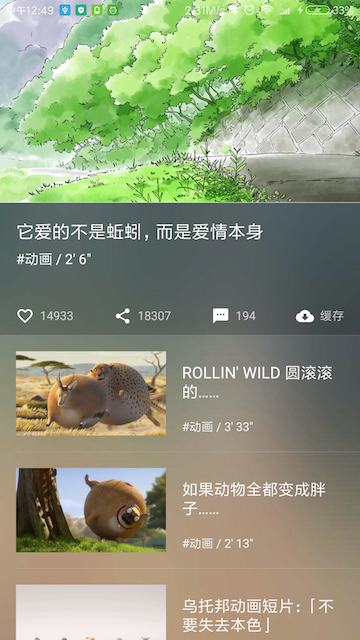 中午12:49
2.31M/s
33%
它爱的不是蚯蚓，而是爱情本身
#动画 / 2' 6"
14933
18307
194
缓存
ROLLIN' WILD 圆滚滚
的……
#动画 / 3' 33"
如果动物全都变成胖
子……
#动画 / 2' 13"
乌托邦动画短片：「不
要失去本色」